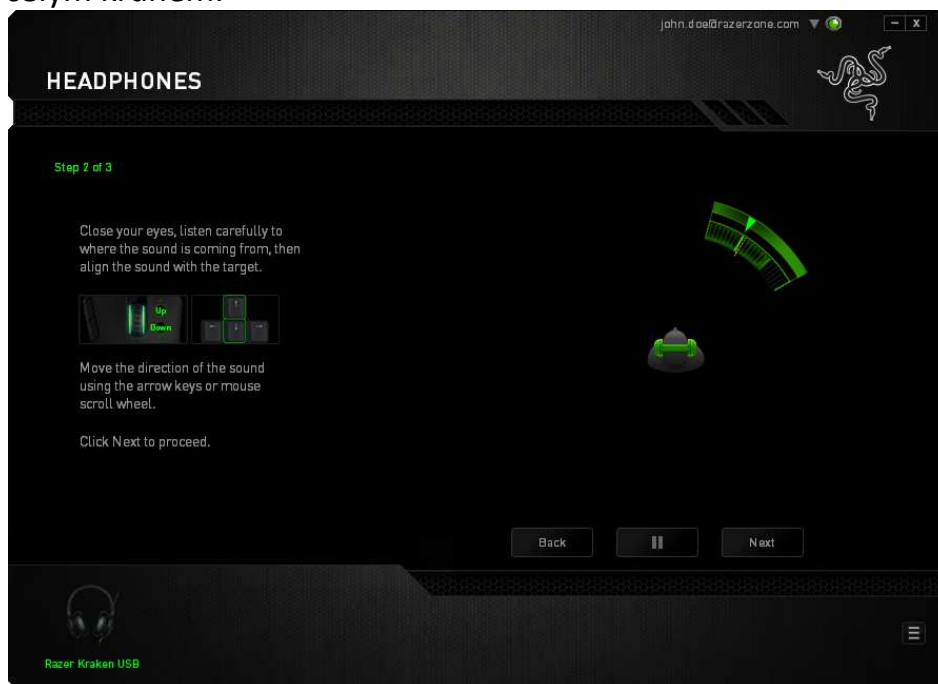 john.doe@razerzone.com
HEADPHONES
Step 2 of 3
Close your eyes, listen carefully to
where the sound is coming from, then
align the sound with the target.
Up
Down
Move the direction of the sound
using the arrow keys or mouse
scroll wheel.
Click Next to proceed.
Back
Next
Razer Kraken USB